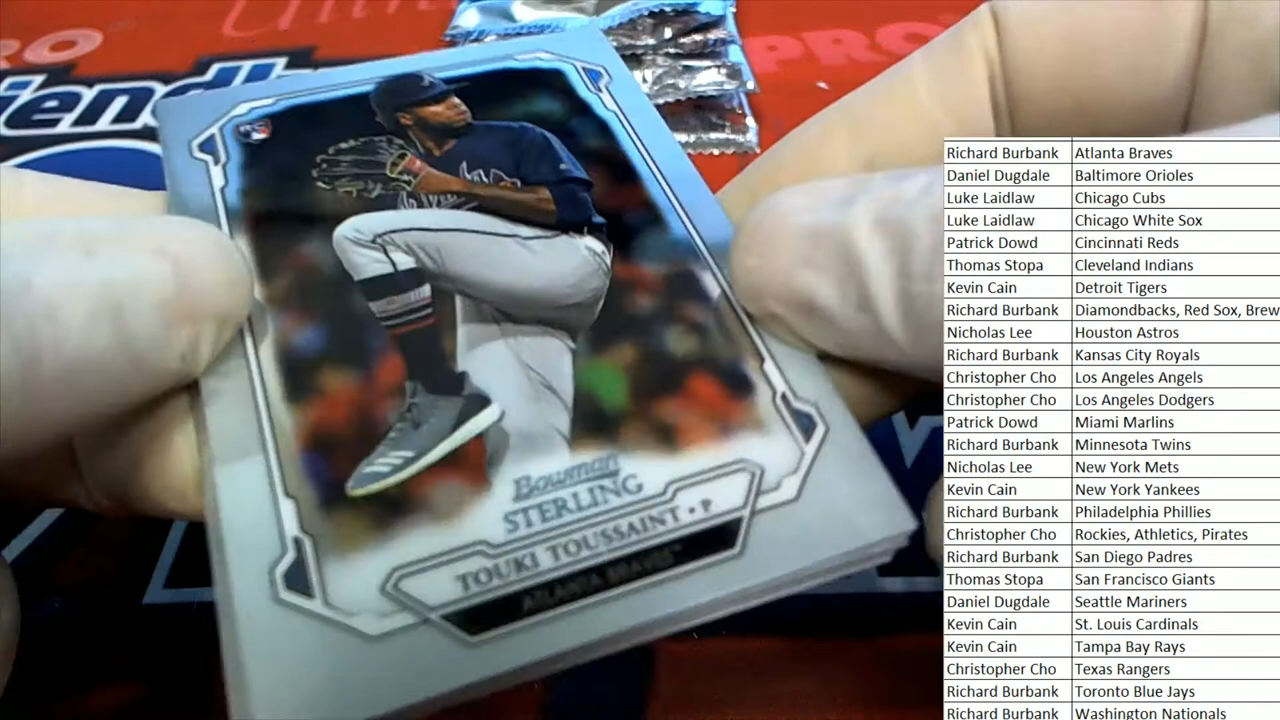 PRO
PRO
iendl
Bowman
STERLING
TOUKI TOUSSAINT • P
ATLANTA BRAVES™
Richard Burbank Atlanta Braves
Daniel Dugdale Baltimore Orioles
Luke Laidlaw Chicago Cubs
Luke Laidlaw Chicago White Sox
Patrick Dowd Cincinnati Reds
Thomas Stopa Cleveland Indians
Kevin Cain Detroit Tigers
Richard Burbank Diamondbacks, Red Sox, Brew
Nicholas Lee Houston Astros
Richard Burbank Kansas City Royals
Christopher Cho Los Angeles Angels
Christopher Cho Los Angeles Dodgers
Patrick Dowd Miami Marlins
Richard Burbank Minnesota Twins
Nicholas Lee New York Mets
Kevin Cain New York Yankees
Richard Burbank Philadelphia Phillies
Christopher Cho Rockies, Athletics, Pirates
Richard Burbank San Diego Padres
Thomas Stopa San Francisco Giants
Daniel Dugdale Seattle Mariners
Kevin Cain St. Louis Cardinals
Kevin Cain Tampa Bay Rays
Christopher Cho Texas Rangers
Richard Burbank Toronto Blue Jays
Richard Burbank Washington Nationals